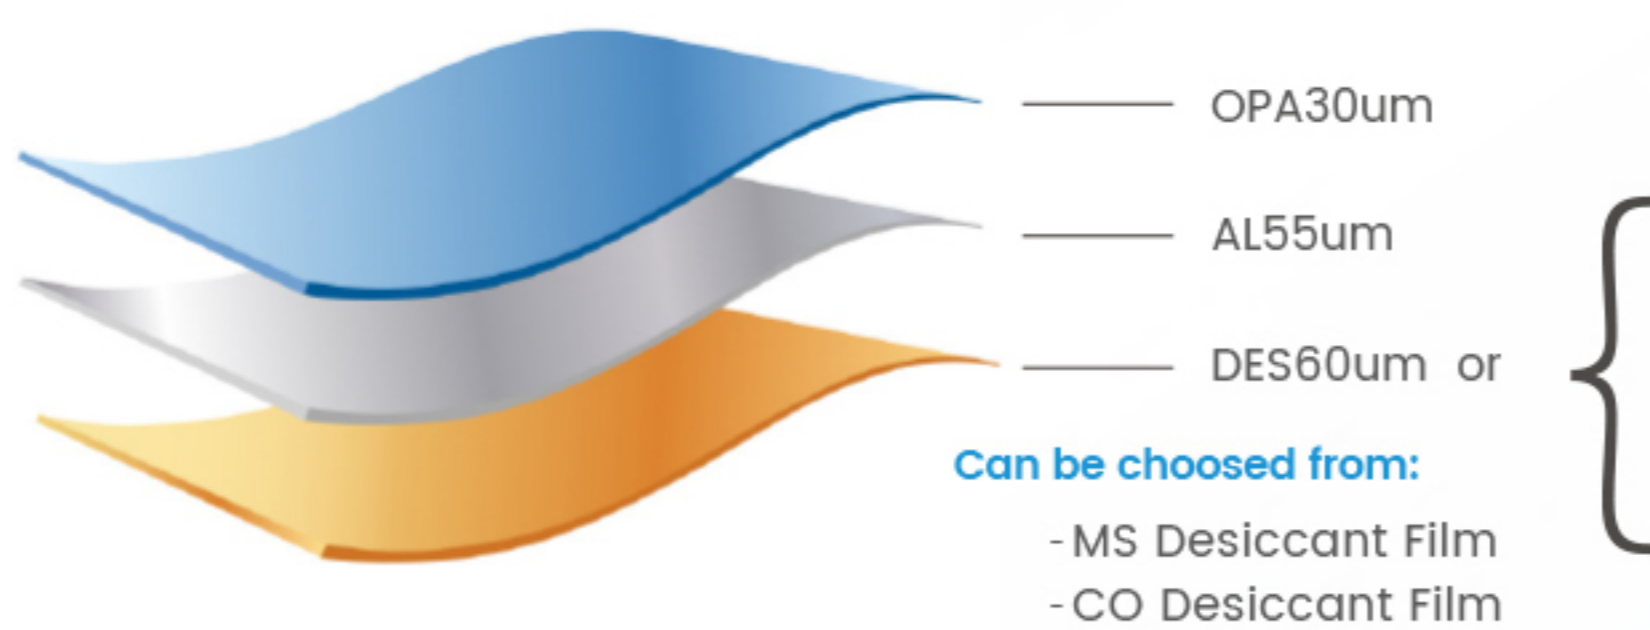 OPA30um
AL55um
DES60um or
Can be choosed from:
-MS Desiccant Film
-CO Desiccant Film